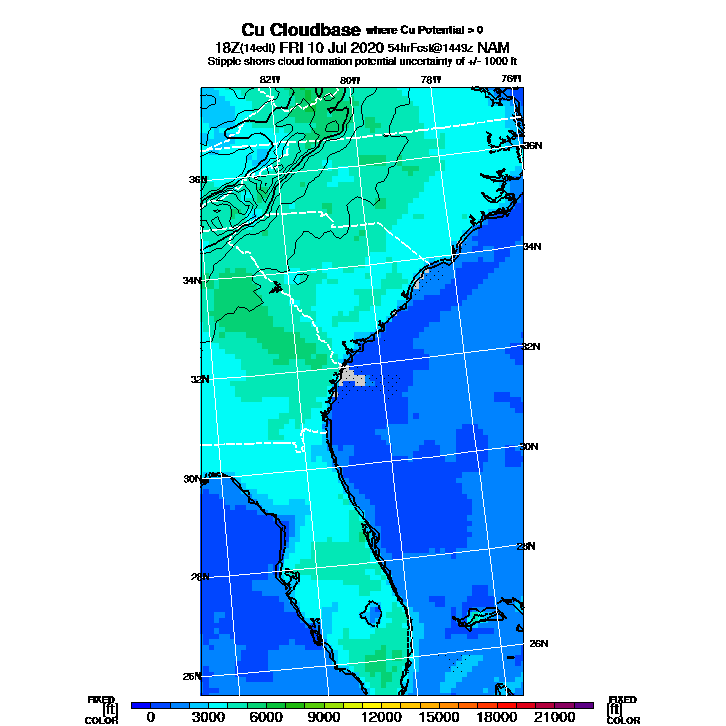 Cu Cloudbase where Cu Potential > 0
18Z(14edt) FRI 10 Jul 2020 54hrFcst@1449z NAM
Stipple shows cloud formation potential uncertainty of +/- 1000 ft
82W 80W 78W 76W
36N 36N
34N 34N
32N 32N
30N 30N
28N 28N
26N 26N
FIXED FIXED
[ft] [ft]
COLOR COLOR
0 3000 6000 9000 12000 15000 18000 21000